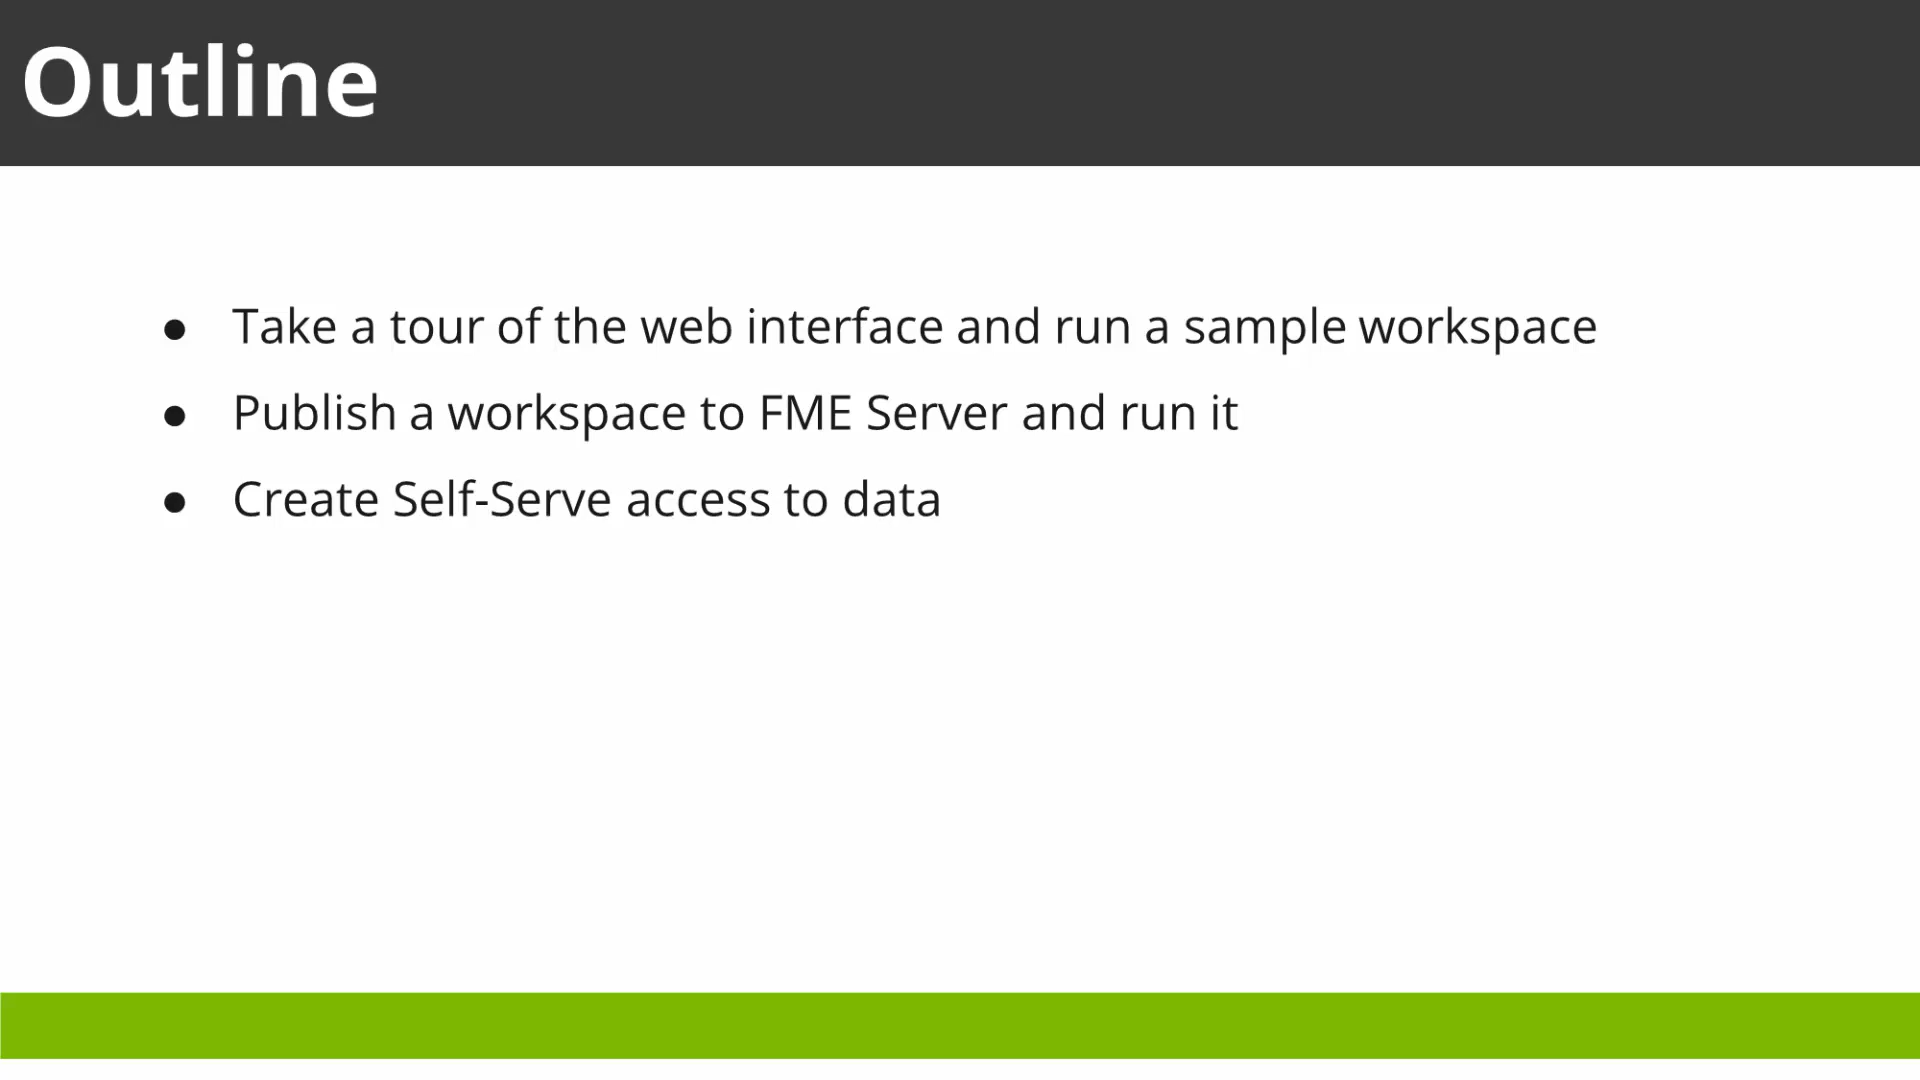 Outline
● Take a tour of the web interface and run a sample workspace
● Publish a workspace to FME Server and run it
● Create Self-Serve access to data